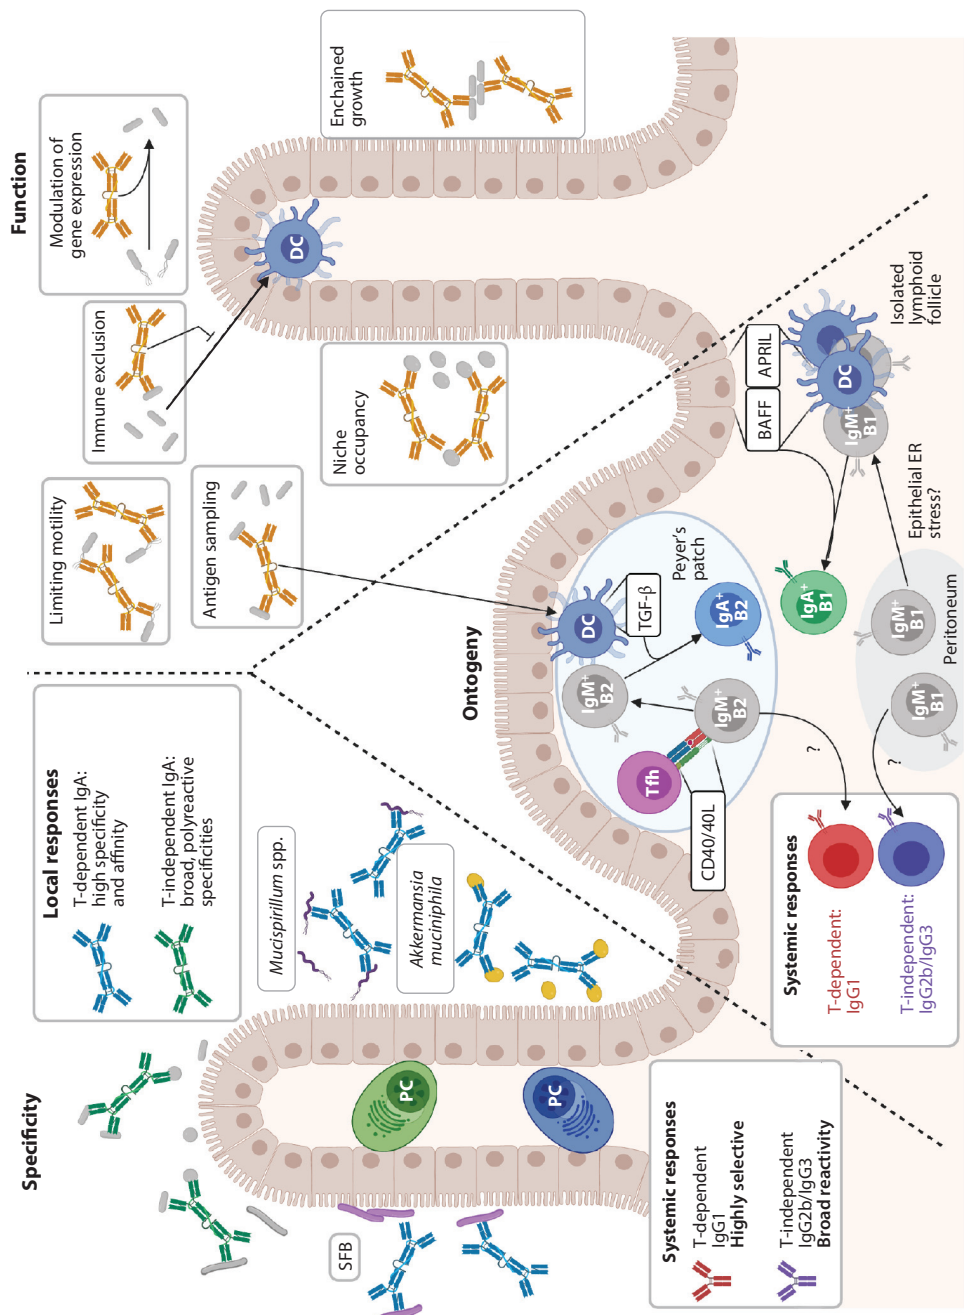 Specificity
Local responses
T-dependent IgA:
high specificity
and affinity
T-independent IgA:
broad, polyreactive
specificities
SFB
Mucispirillum spp.
Akkermansia
muciniphila
PC
PC
Systemic responses
T-dependent
IgG1
Highly selective
T-independent
IgG2b/IgG3
Broad reactivity
Function
Limiting motility
Immune exclusion
Modulation of
gene expression
Antigen sampling
Niche
occupancy
DC
Enchained
growth
Ontogeny
DC
TGF-β
Peyer's
patch
IgM+
B2
IgA+
B2
Tfh
IgM+
B2
CD40/40L
?
?
Systemic responses
T-dependent:
IgG1
T-independent:
IgG2b/IgG3
BAFF
APRIL
DC
IgM+
B1
Isolated
lymphoid
follicle
IgA+
B1
Epithelial ER
stress?
IgM+
B1
IgM+
B1
Peritoneum